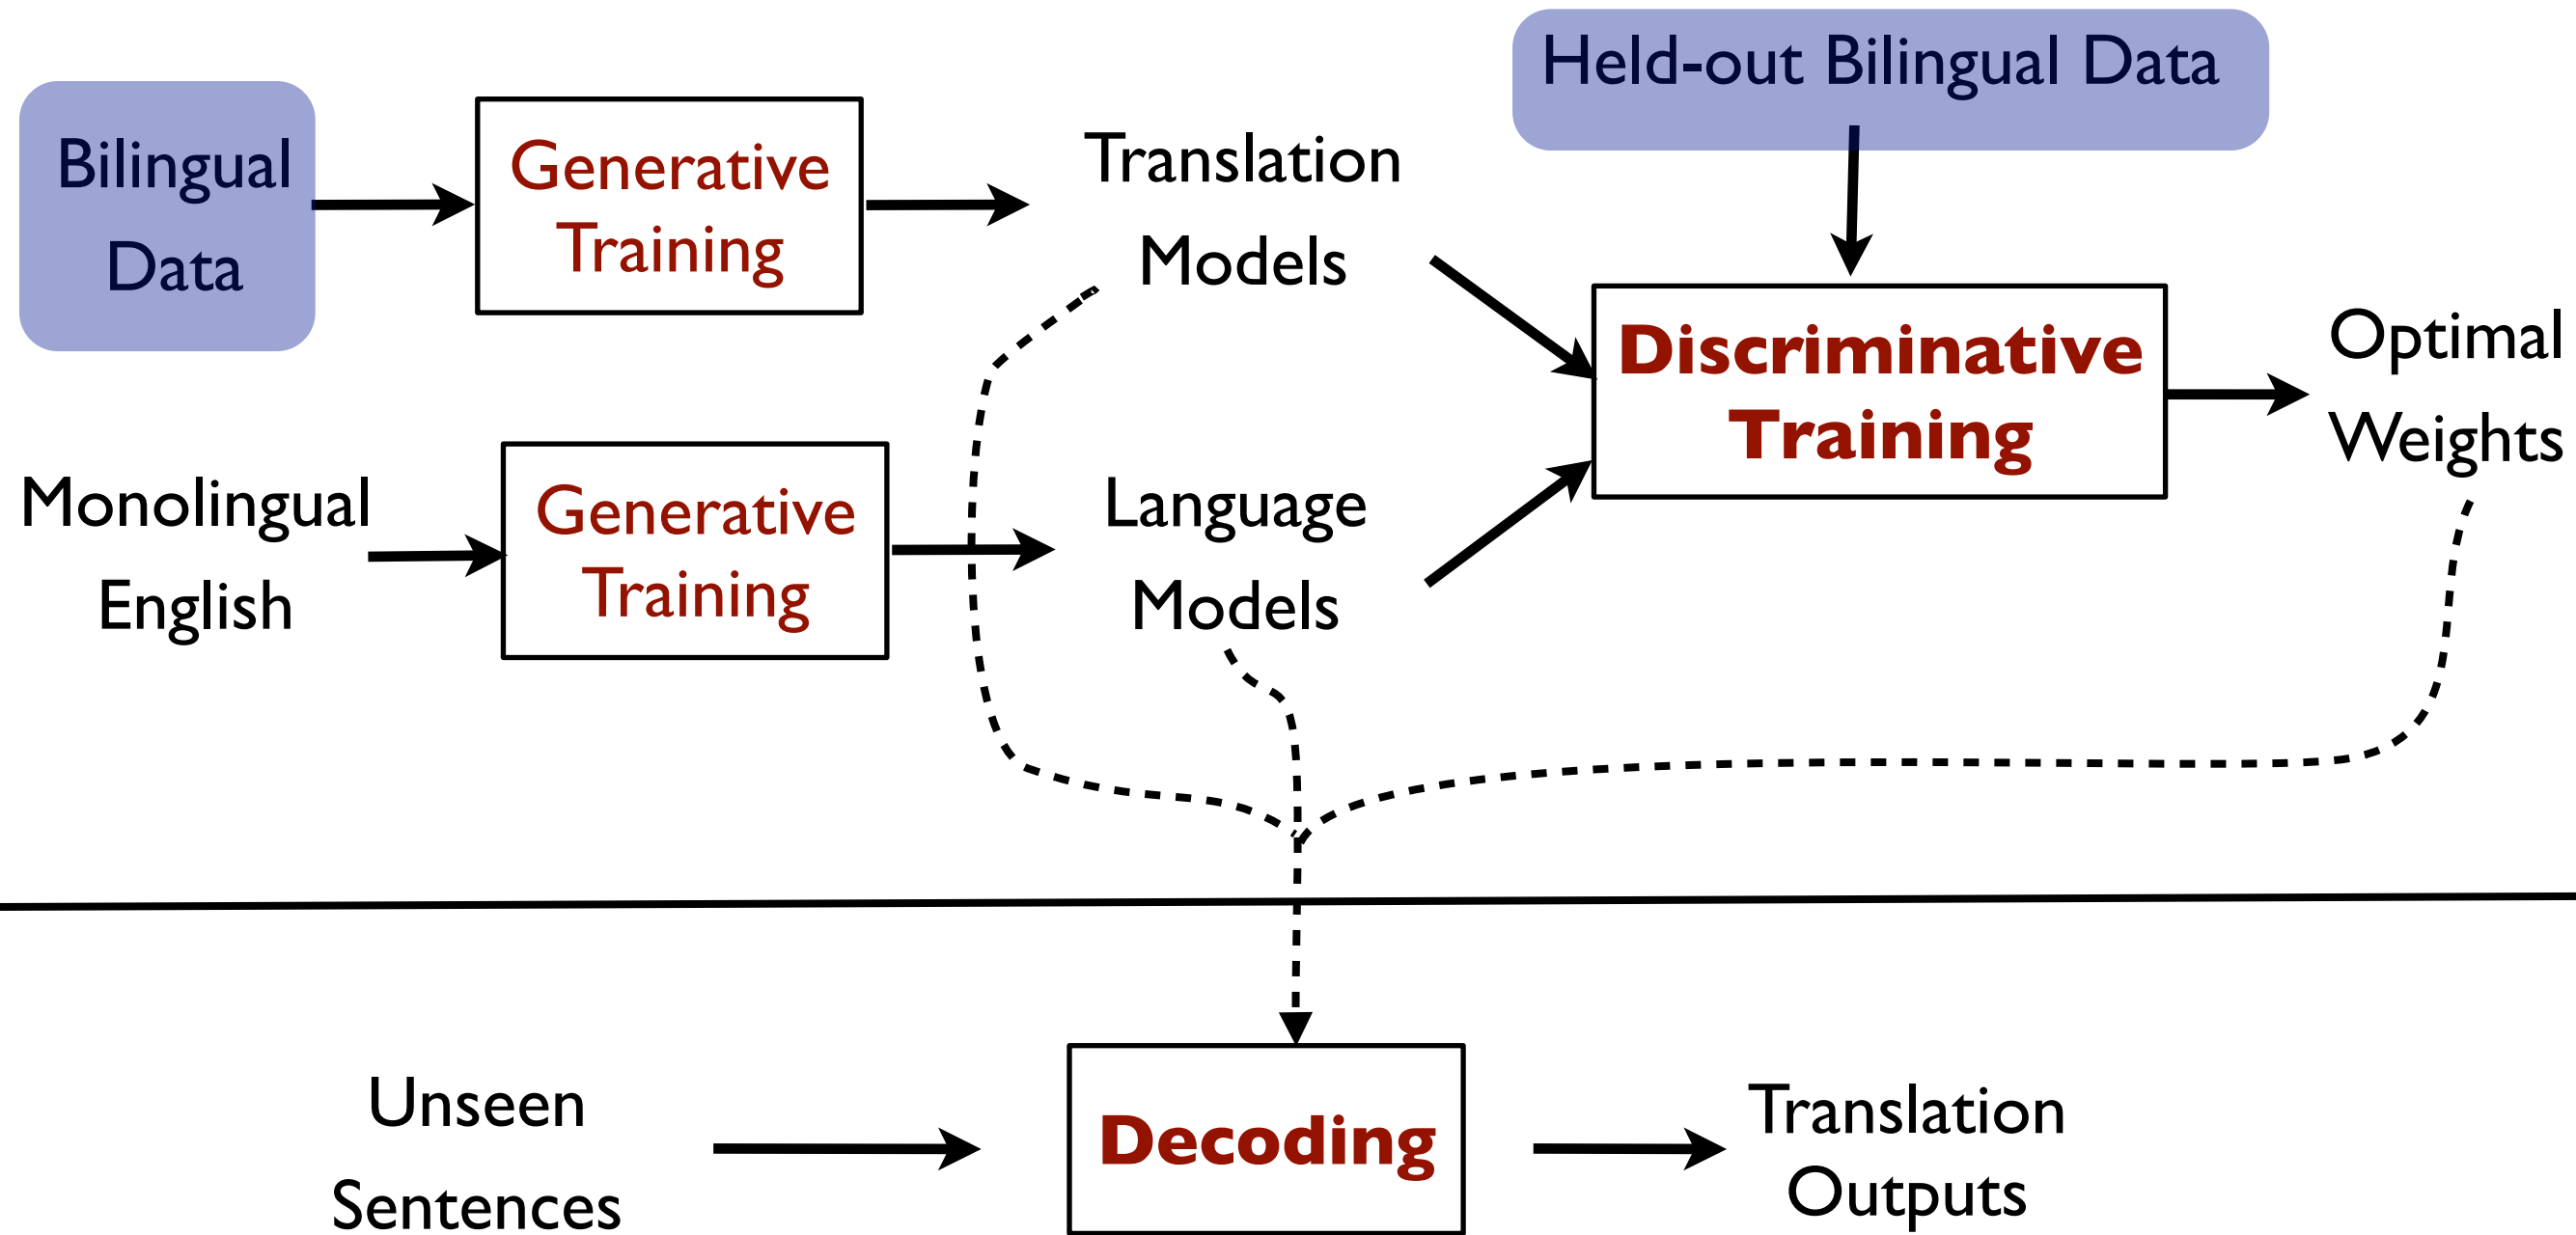 Held-out Bilingual Data
Bilingual
Data
Generative
Training
Translation
Models
Discriminative
Training
Optimal
Weights
Monolingual
English
Generative
Training
Language
Models
Unseen
Sentences
Decoding
Translation
Outputs